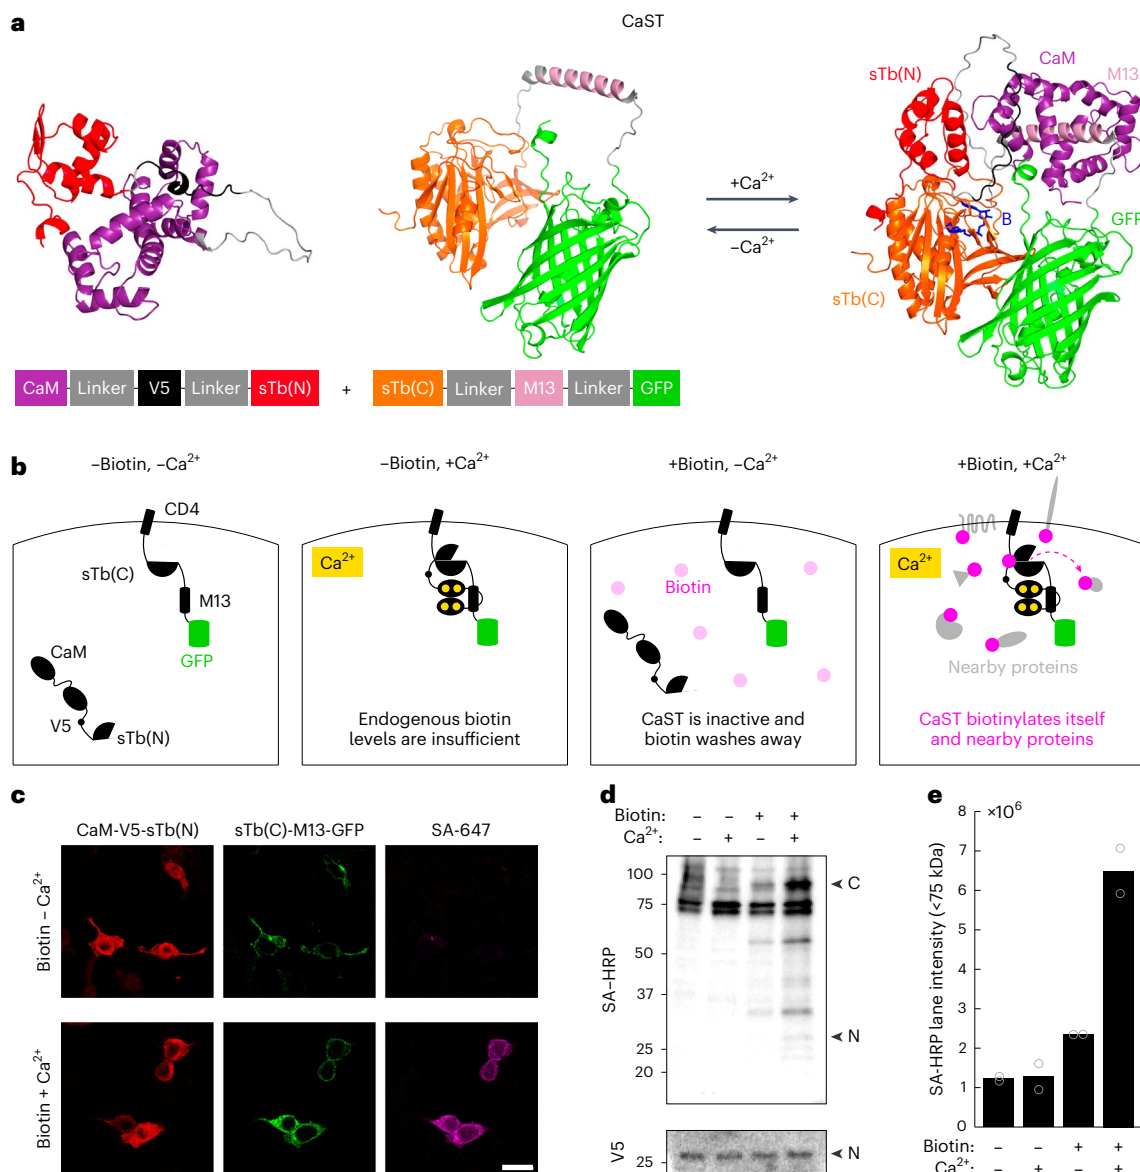 a
CaST
sTb(N)
CaM
M13
+Ca2+
−Ca2+
B
GFP
sTb(C)
CaM Linker V5 Linker sTb(N) + sTb(C) Linker M13 Linker GFP
b
−Biotin, −Ca2+
−Biotin, +Ca2+
+Biotin, −Ca2+
+Biotin, +Ca2+
CD4
sTb(C)
M13
GFP
CaM
V5
sTb(N)
Ca2+
Endogenous biotin
levels are insufficient
Biotin
CaST is inactive and
biotin washes away
Ca2+
Nearby proteins
CaST biotinylates itself
and nearby proteins
c
CaM-V5-sTb(N) sTb(C)-M13-GFP SA-647
Biotin − Ca2+
Biotin + Ca2+
d
Biotin: − − + +
Ca2+: − + − +
100
75
50
37
25
20
SA–HRP
C
N
V5
25
N
e
×10^6
8
7
6
5
4
3
2
1
0
SA-HRP lane intensity (<75 kDa)
Biotin: − − + +
Ca2+: − + − +